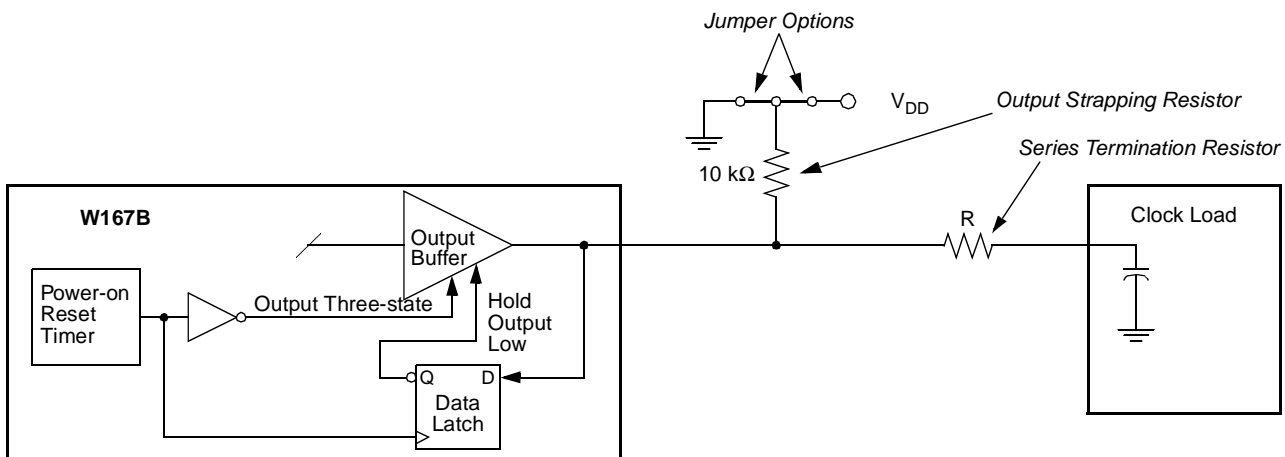 Jumper Options
V_DD
Output Strapping Resistor
Series Termination Resistor
10 kΩ
W167B
Output
Buffer
R
Clock Load
Power-on
Reset
Timer
Output Three-state
Hold
Output
Low
Q
D
Data
Latch